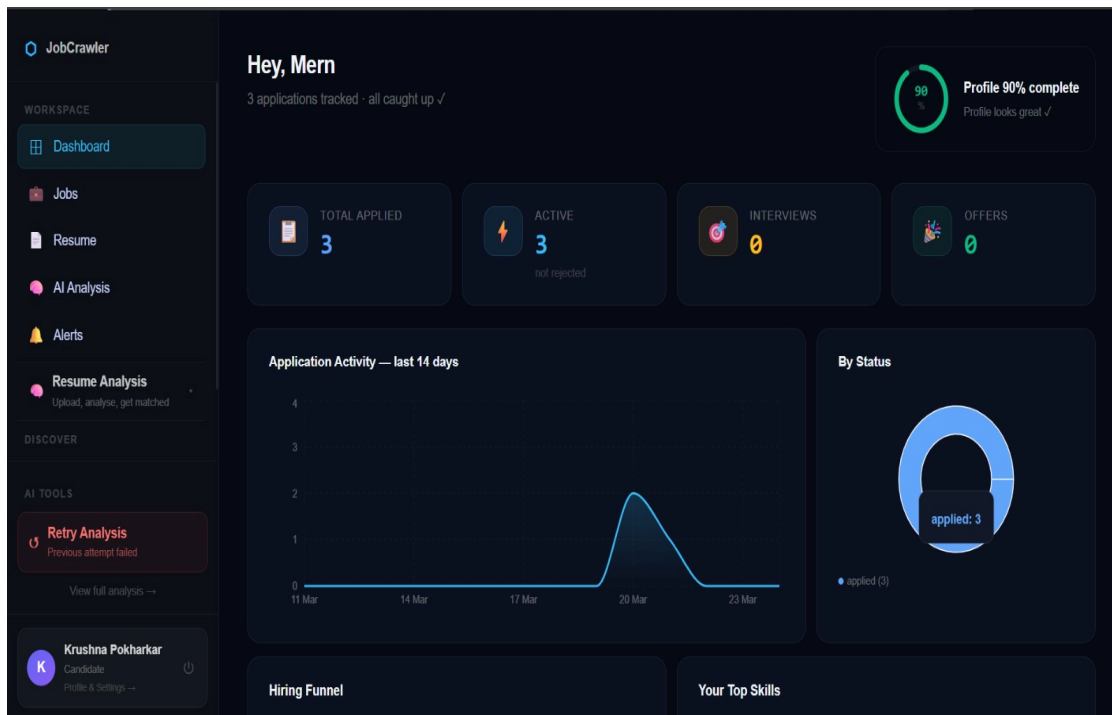 JobCrawler
WORKSPACE
Dashboard
Jobs
Resume
AI Analysis
Alerts
Resume Analysis
Upload, analyse, get matched
DISCOVER
AI TOOLS
Retry Analysis
Previous attempt failed
View full analysis →
K
Krushna Pokharkar
Candidate
Profile & Settings →
Hey, Mern
3 applications tracked · all caught up ✓
90
%
Profile 90% complete
Profile looks great ✓
TOTAL APPLIED
3
ACTIVE
3
not rejected
INTERVIEWS
0
OFFERS
0
Application Activity — last 14 days
4
3
2
1
0
11 Mar
14 Mar
17 Mar
20 Mar
23 Mar
By Status
applied: 3
applied (3)
Hiring Funnel
Your Top Skills